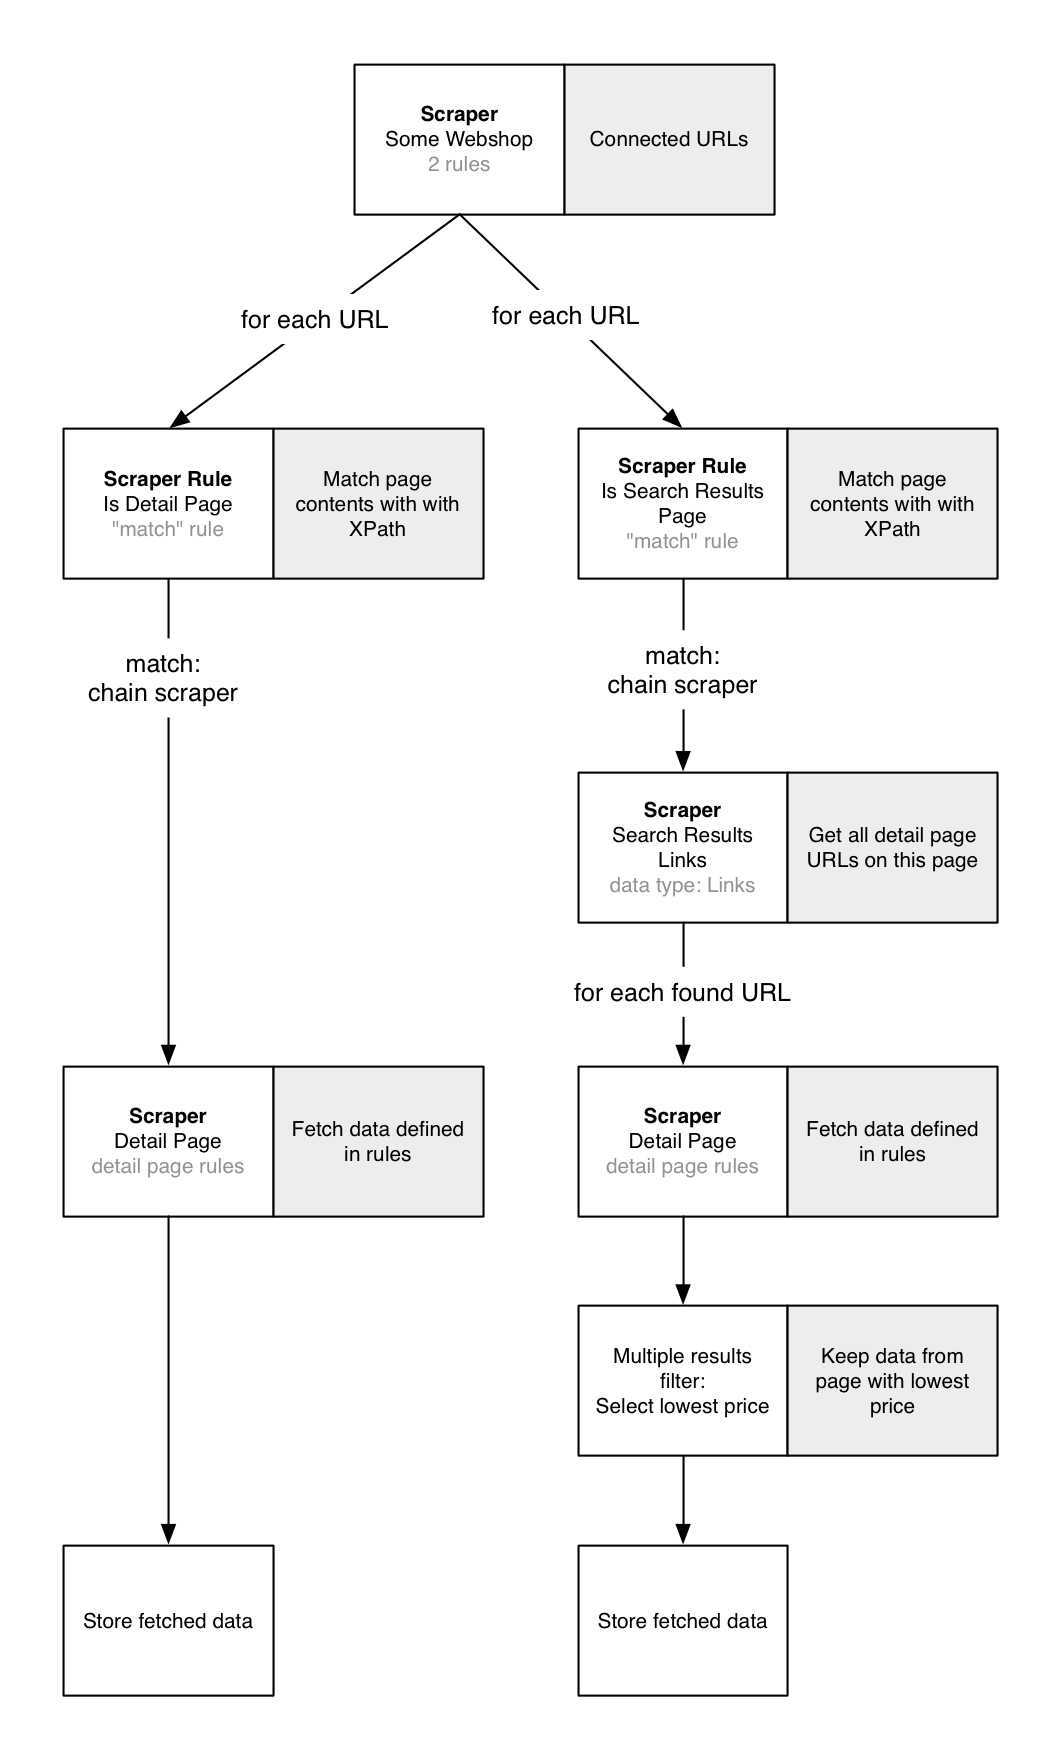 Scraper
Some Webshop
2 rules
Connected URLs
for each URL
for each URL
Scraper Rule
Is Detail Page
"match" rule
Match page
contents with with
XPath
Scraper Rule
Is Search Results
Page
"match" rule
Match page
contents with with
XPath
match:
chain scraper
match:
chain scraper
Scraper
Search Results
Links
data type: Links
Get all detail page
URLs on this page
for each found URL
Scraper
Detail Page
detail page rules
Fetch data defined
in rules
Scraper
Detail Page
detail page rules
Fetch data defined
in rules
Multiple results
filter:
Select lowest price
Keep data from
page with lowest
price
Store fetched data
Store fetched data